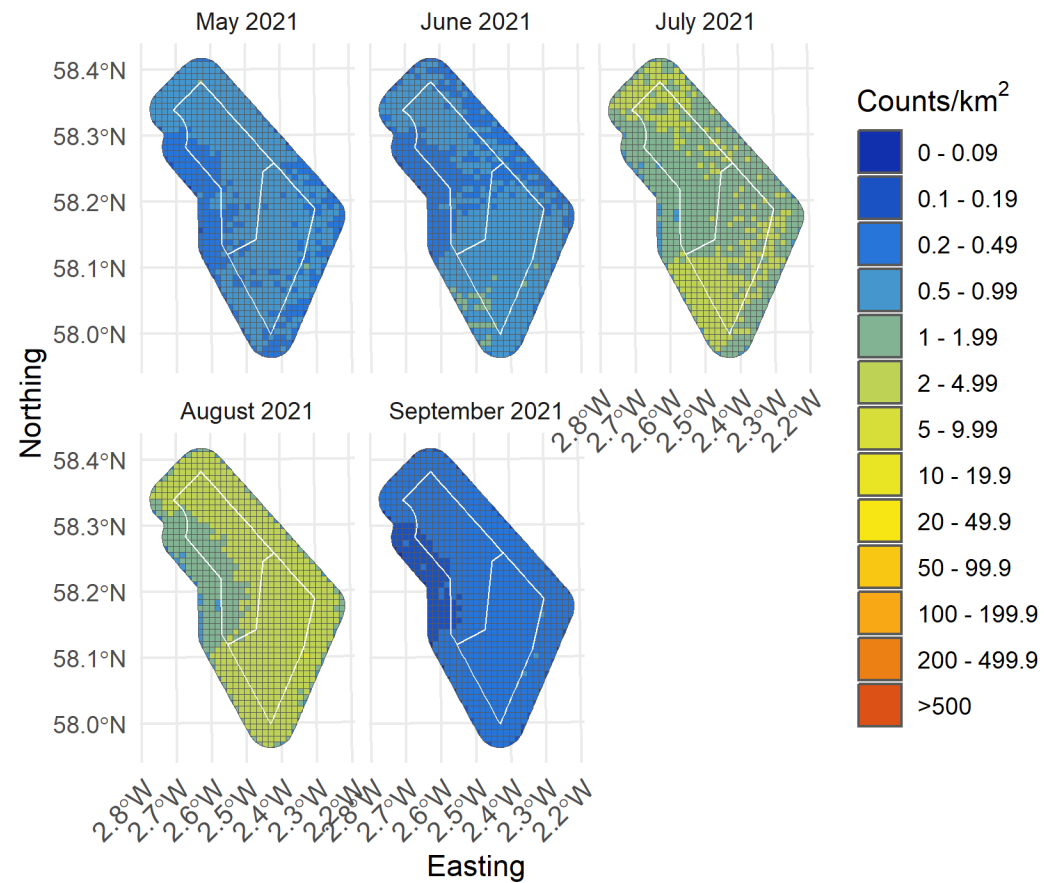 May 2021
June 2021
July 2021
58.4°N
58.3°N
58.2°N
58.1°N
58.0°N
2.8°W
2.7°W
2.6°W
2.5°W
2.4°W
2.3°W
2.2°W
August 2021
September 2021
58.4°N
58.3°N
58.2°N
58.1°N
58.0°N
2.8°W
2.7°W
2.6°W
2.5°W
2.4°W
2.3°W
2.2°W
2.8°W
2.7°W
2.6°W
2.5°W
2.4°W
2.3°W
2.2°W
Northing
Easting
Counts/km²
0 - 0.09
0.1 - 0.19
0.2 - 0.49
0.5 - 0.99
1 - 1.99
2 - 4.99
5 - 9.99
10 - 19.9
20 - 49.9
50 - 99.9
100 - 199.9
200 - 499.9
>500